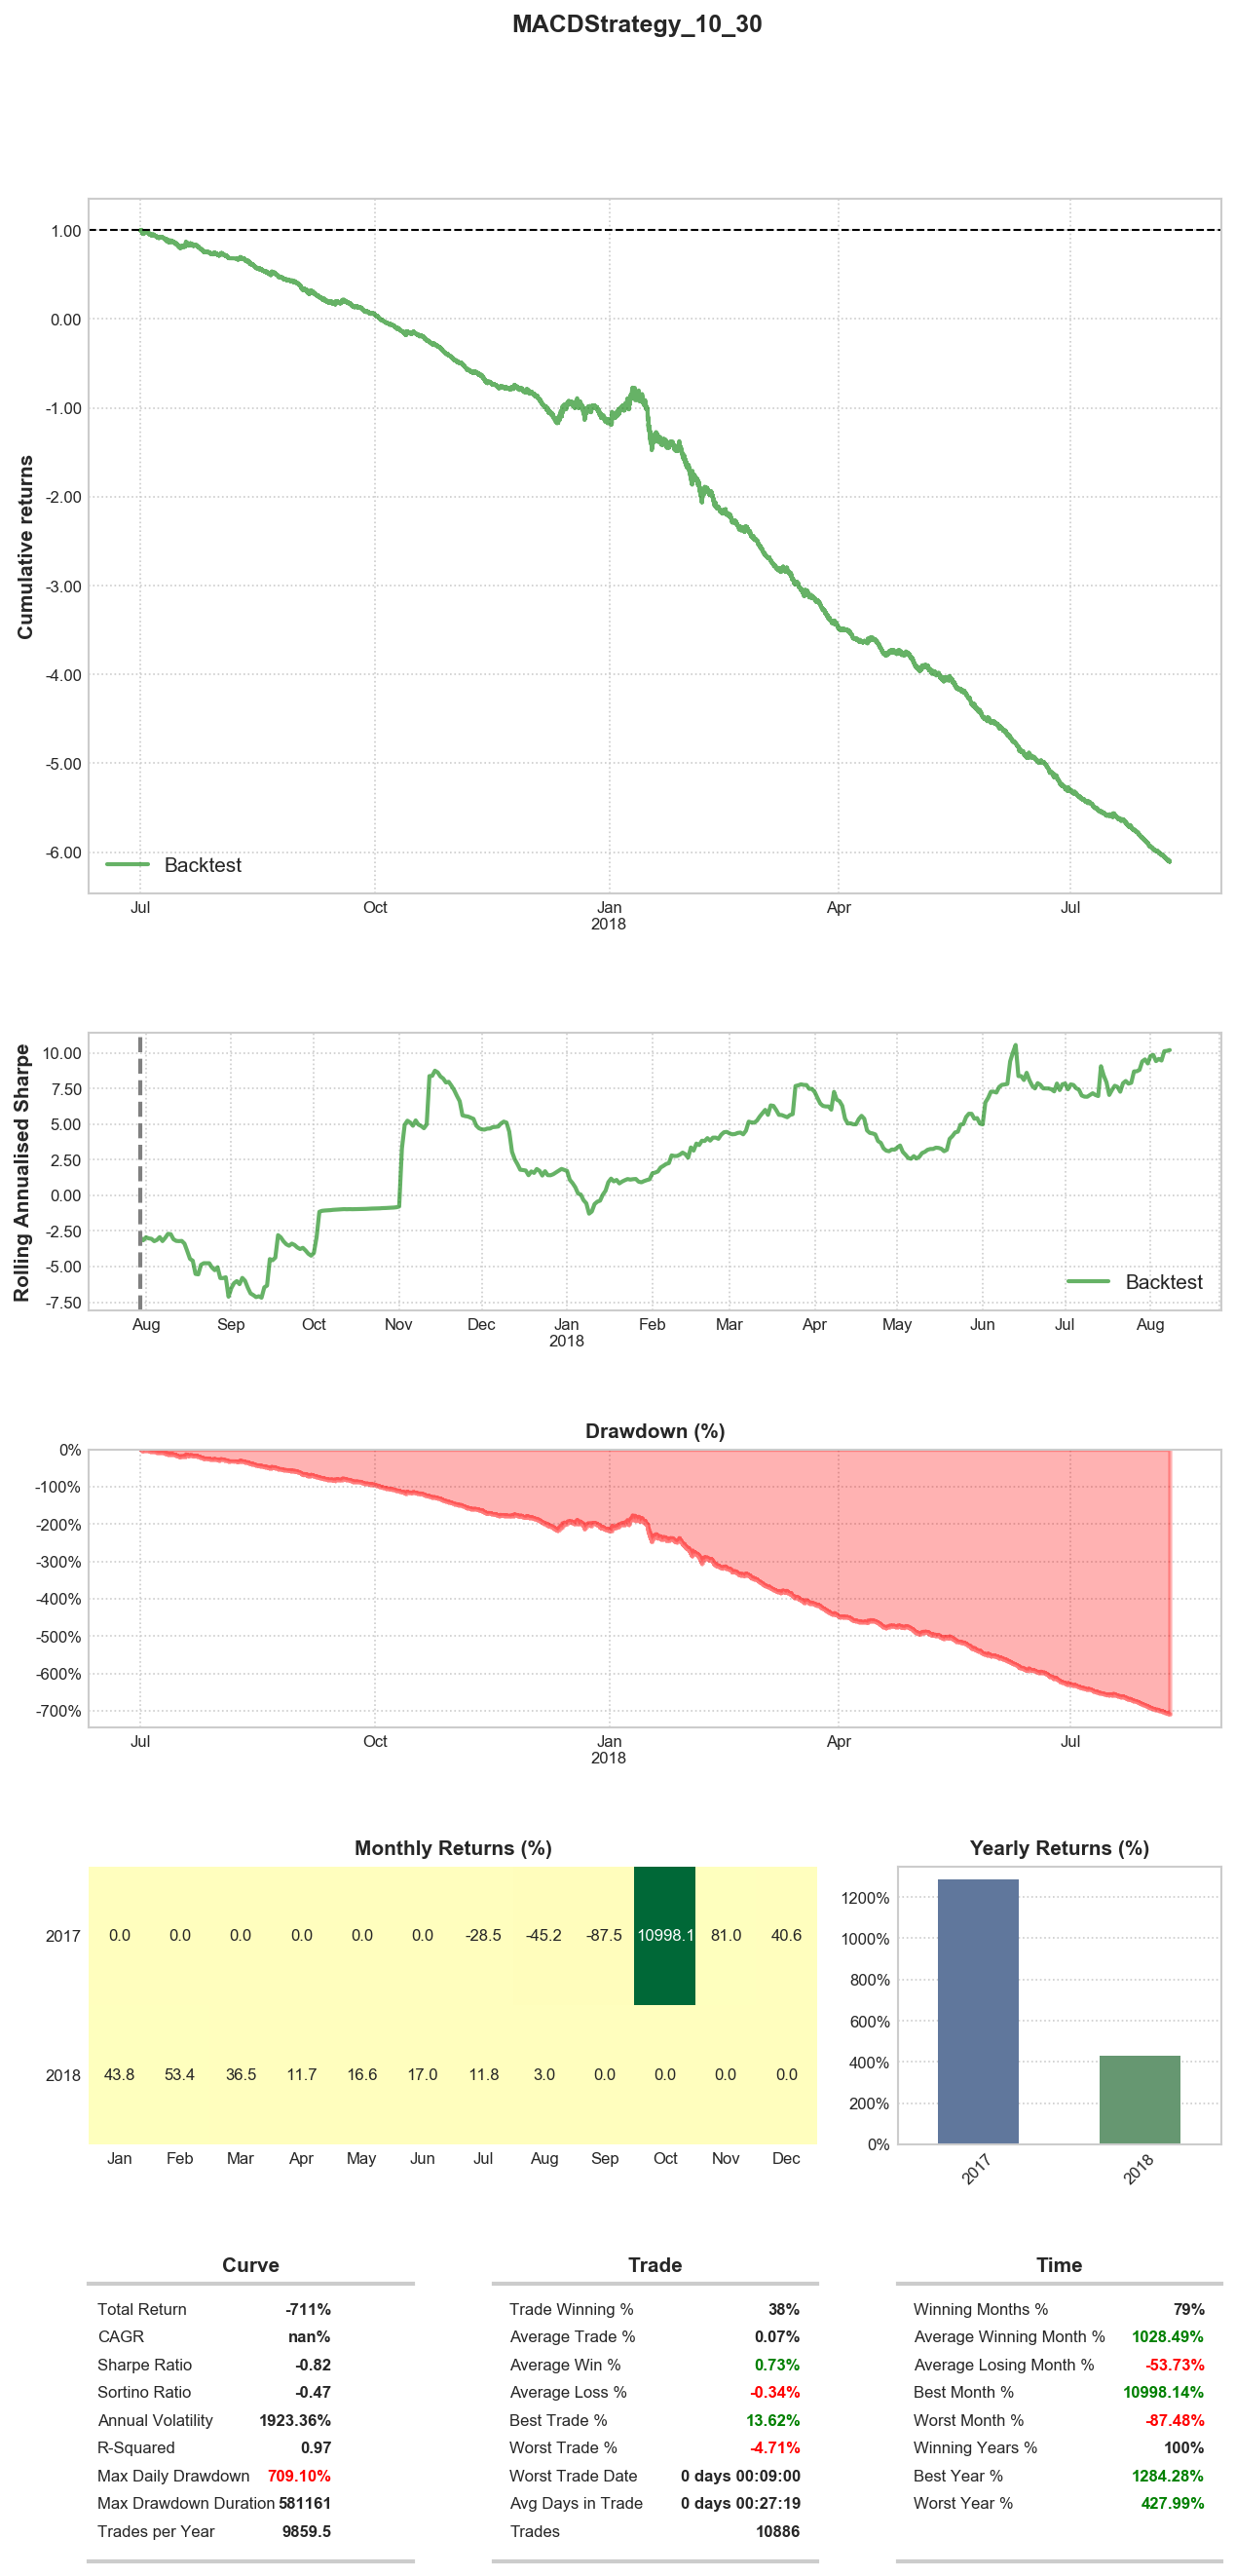 MACDStrategy_10_30
Cumulative returns
1.00
0.00
-1.00
-2.00
-3.00
-4.00
-5.00
-6.00
Backtest
Jul Oct Jan Apr Jul
2018
Rolling Annualised Sharpe
10.00
7.50
5.00
2.50
0.00
-2.50
-5.00
-7.50
Backtest
Aug Sep Oct Nov Dec Jan Feb Mar Apr May Jun Jul Aug
2018
Drawdown (%)
0%
-100%
-200%
-300%
-400%
-500%
-600%
-700%
Jul Oct Jan Apr Jul
2018
Monthly Returns (%)
2017 0.0 0.0 0.0 0.0 0.0 0.0 -28.5 -45.2 -87.5 10998.1 81.0 40.6
2018 43.8 53.4 36.5 11.7 16.6 17.0 11.8 3.0 0.0 0.0 0.0 0.0
Jan Feb Mar Apr May Jun Jul Aug Sep Oct Nov Dec
Yearly Returns (%)
1200%
1000%
800%
600%
400%
200%
0%
2017 2018
Curve
Total Return -711%
CAGR nan%
Sharpe Ratio -0.82
Sortino Ratio -0.47
Annual Volatility 1923.36%
R-Squared 0.97
Max Daily Drawdown 709.10%
Max Drawdown Duration 581161
Trades per Year 9859.5
Trade
Trade Winning % 38%
Average Trade % 0.07%
Average Win % 0.73%
Average Loss % -0.34%
Best Trade % 13.62%
Worst Trade % -4.71%
Worst Trade Date 0 days 00:09:00
Avg Days in Trade 0 days 00:27:19
Trades 10886
Time
Winning Months % 79%
Average Winning Month % 1028.49%
Average Losing Month % -53.73%
Best Month % 10998.14%
Worst Month % -87.48%
Winning Years % 100%
Best Year % 1284.28%
Worst Year % 427.99%